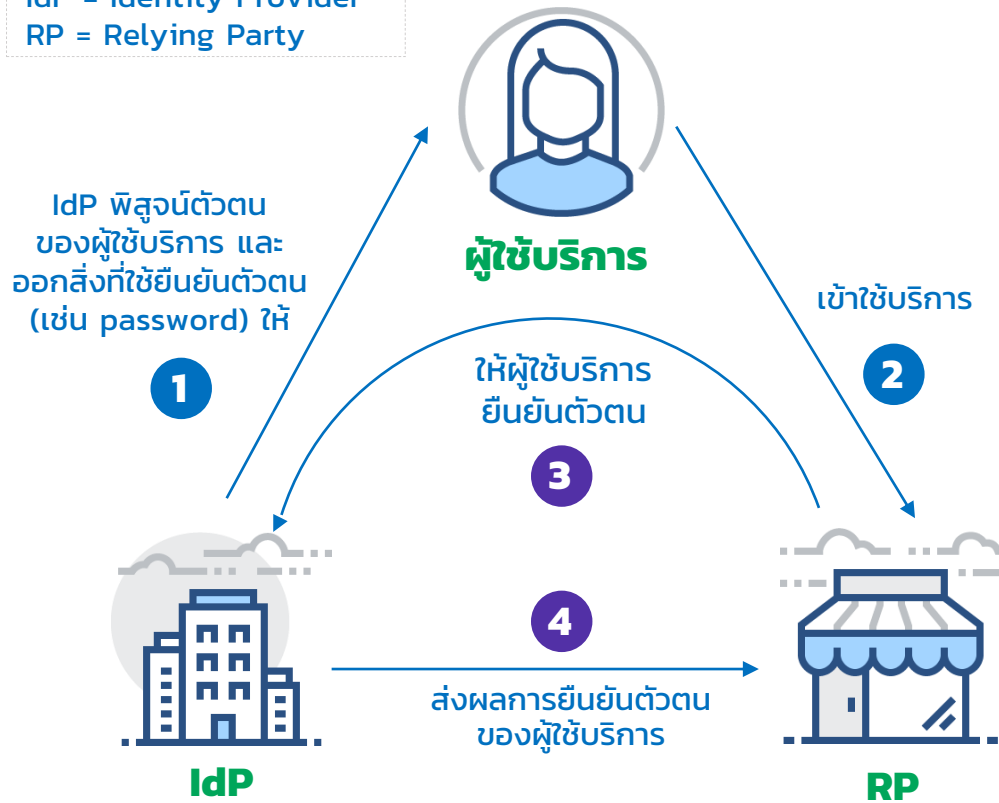 IdP = Identity Provider
RP = Relying Party
IdP พิสูจน์ตัวตน
ของผู้ใช้บริการ และ
ออกสิ่งที่ใช้ยืนยันตัวตน
(เช่น password) ให้
1
ผู้ใช้บริการ
เข้าใช้บริการ
2
ให้ผู้ใช้บริการ
ยืนยันตัวตน
3
4
ส่งผลการยืนยันตัวตน
ของผู้ใช้บริการ
IdP
RP